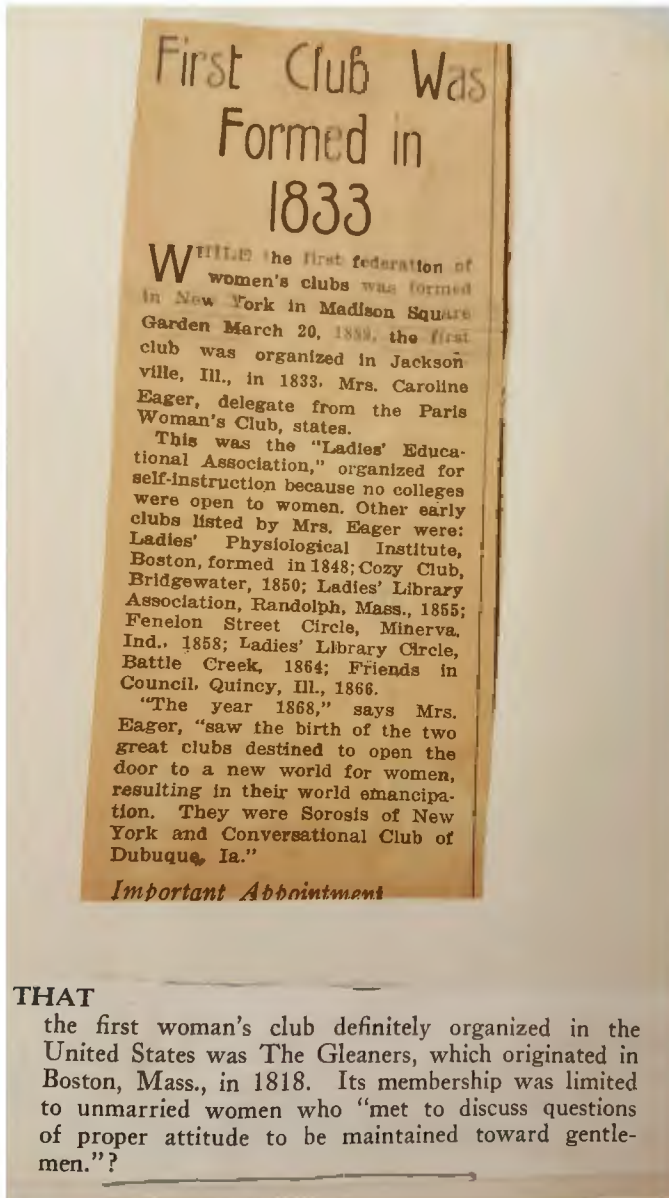 First Club Was
Formed in
1833
WHILE the first federation of
women's clubs was formed
in New York in Madison Square
Garden March 20, the first
club was organized in Jackson
ville, Ill., in 1833, Mrs. Caroline
Eager, delegate from the Paris
Woman's Club, states.
This was the "Ladies' Educa-
tional Association," organized for
self-instruction because no colleges
were open to women. Other early
clubs listed by Mrs. Eager were:
Ladies' Physiological Institute,
Boston, formed in 1848; Cozy Club,
Bridgewater, 1850; Ladies' Library
Association, Randolph, Mass., 1855;
Fenelon Street Circle, Minerva,
Ind., 1858; Ladies' Library Circle,
Battle Creek, 1864; Friends in
Council, Quincy, Ill., 1866.
"The year 1868," says Mrs.
Eager, "saw the birth of the two
great clubs destined to open the
door to a new world for women,
resulting in their world emancipa-
tion. They were Sorosis of New
York and Conversational Club of
Dubuque, Ia."
Important Appointment
THAT
the first woman's club definitely organized in the
United States was The Gleaners, which originated in
Boston, Mass., in 1818. Its membership was limited
to unmarried women who "met to discuss questions
of proper attitude to be maintained toward gentle-
men."?